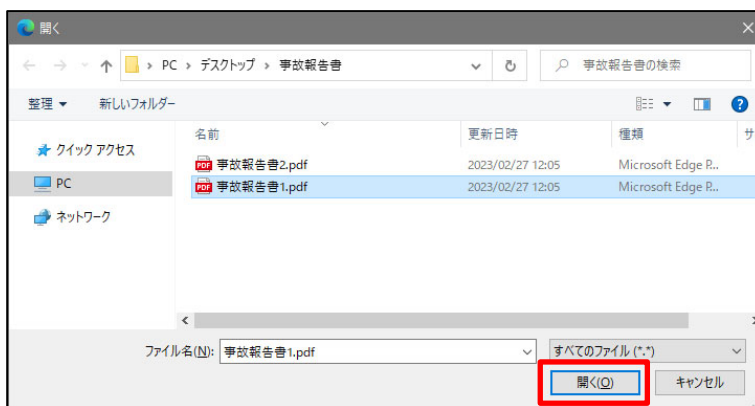 開く
PC › デスクトップ › 事故報告書
事故報告書の検索
整理 新しいフォルダー
名前 更新日時 種類 サ
クイック アクセス
PC
ネットワーク
PDF 事故報告書2.pdf 2023/02/27 12:05 Microsoft Edge P...
PDF 事故報告書1.pdf 2023/02/27 12:05 Microsoft Edge P...
ファイル名(N): 事故報告書1.pdf すべてのファイル (*.*)
開く(O) キャンセル